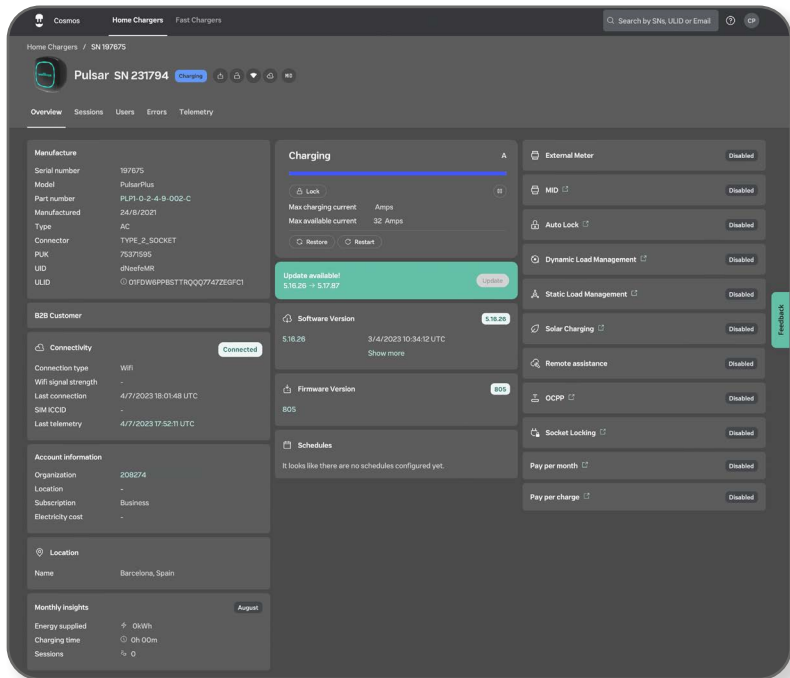 Cosmos
Home Chargers
Fast Chargers
Search by SNs, ULID or Email
CP
Home Chargers / SN 197675
Pulsar SN 231794
Charging
Overview
Sessions
Users
Errors
Telemetry
Manufacture
Serial number 197675
Model PulsarPlus
Part number PLP1-0-2-4-9-002-C
Manufactured 24/8/2021
Type AC
Connector TYPE_2_SOCKET
PUK 75371595
UID dNeefeMR
ULID 01FDW6PPBSTTRQQQ7747ZEGFC1
B2B Customer
Connectivity Connected
Connection type Wifi
Wifi signal strength -
Last connection 4/7/2023 18:01:48 UTC
SIM ICCID -
Last telemetry 4/7/2023 17:52:11 UTC
Account information
Organization 208274
Location -
Subscription Business
Electricity cost -
Location
Name Barcelona, Spain
Monthly insights August
Energy supplied 0kWh
Charging time 0h 00m
Sessions 0
Charging A
Lock
Max charging current Amps
Max available current 32 Amps
Restore
Restart
Update available!
5.16.26 → 5.17.67
Update
Software Version 5.16.26
5.16.26 3/4/2023 10:34:12 UTC
Show more
Firmware Version 805
805
Schedules
It looks like there are no schedules configured yet.
External Meter Disabled
MID Disabled
Auto Lock Disabled
Dynamic Load Management Disabled
Static Load Management Disabled
Solar Charging Disabled
Remote assistance Disabled
OCPP Disabled
Socket Locking Disabled
Pay per month Disabled
Pay per charge Disabled
Feedback